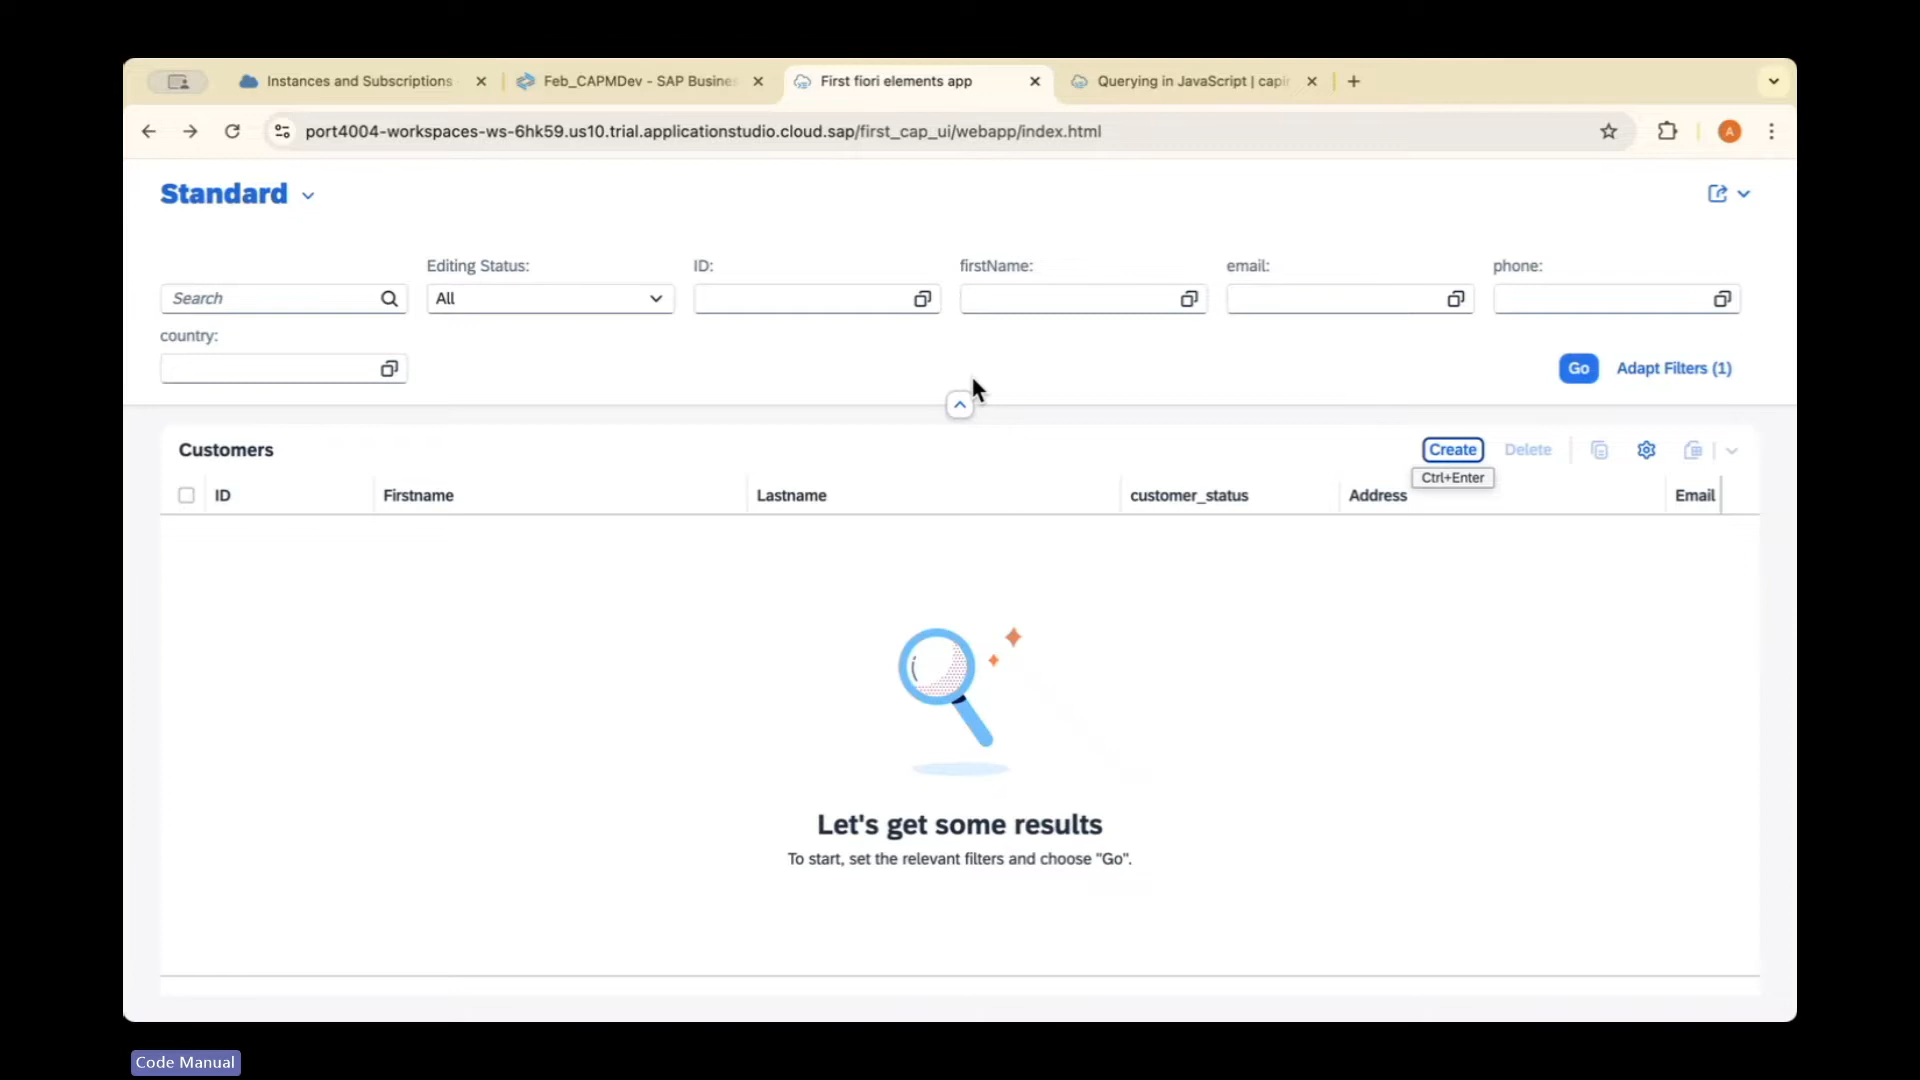 Instances and Subscriptions
Feb_CAPMDev - SAP Busine
First fiori elements app
Querying in JavaScript | capi
port4004-workspaces-ws-6hk59.us10.trial.applicationstudio.cloud.sap/first_cap_ui/webapp/index.html
A
Standard
Editing Status:
ID:
firstName:
email:
phone:
Search
All
country:
Go
Adapt Filters (1)
Customers
Create
Delete
Ctrl+Enter
ID
Firstname
Lastname
customer_status
Address
Email
Let's get some results
To start, set the relevant filters and choose "Go".
Code Manual